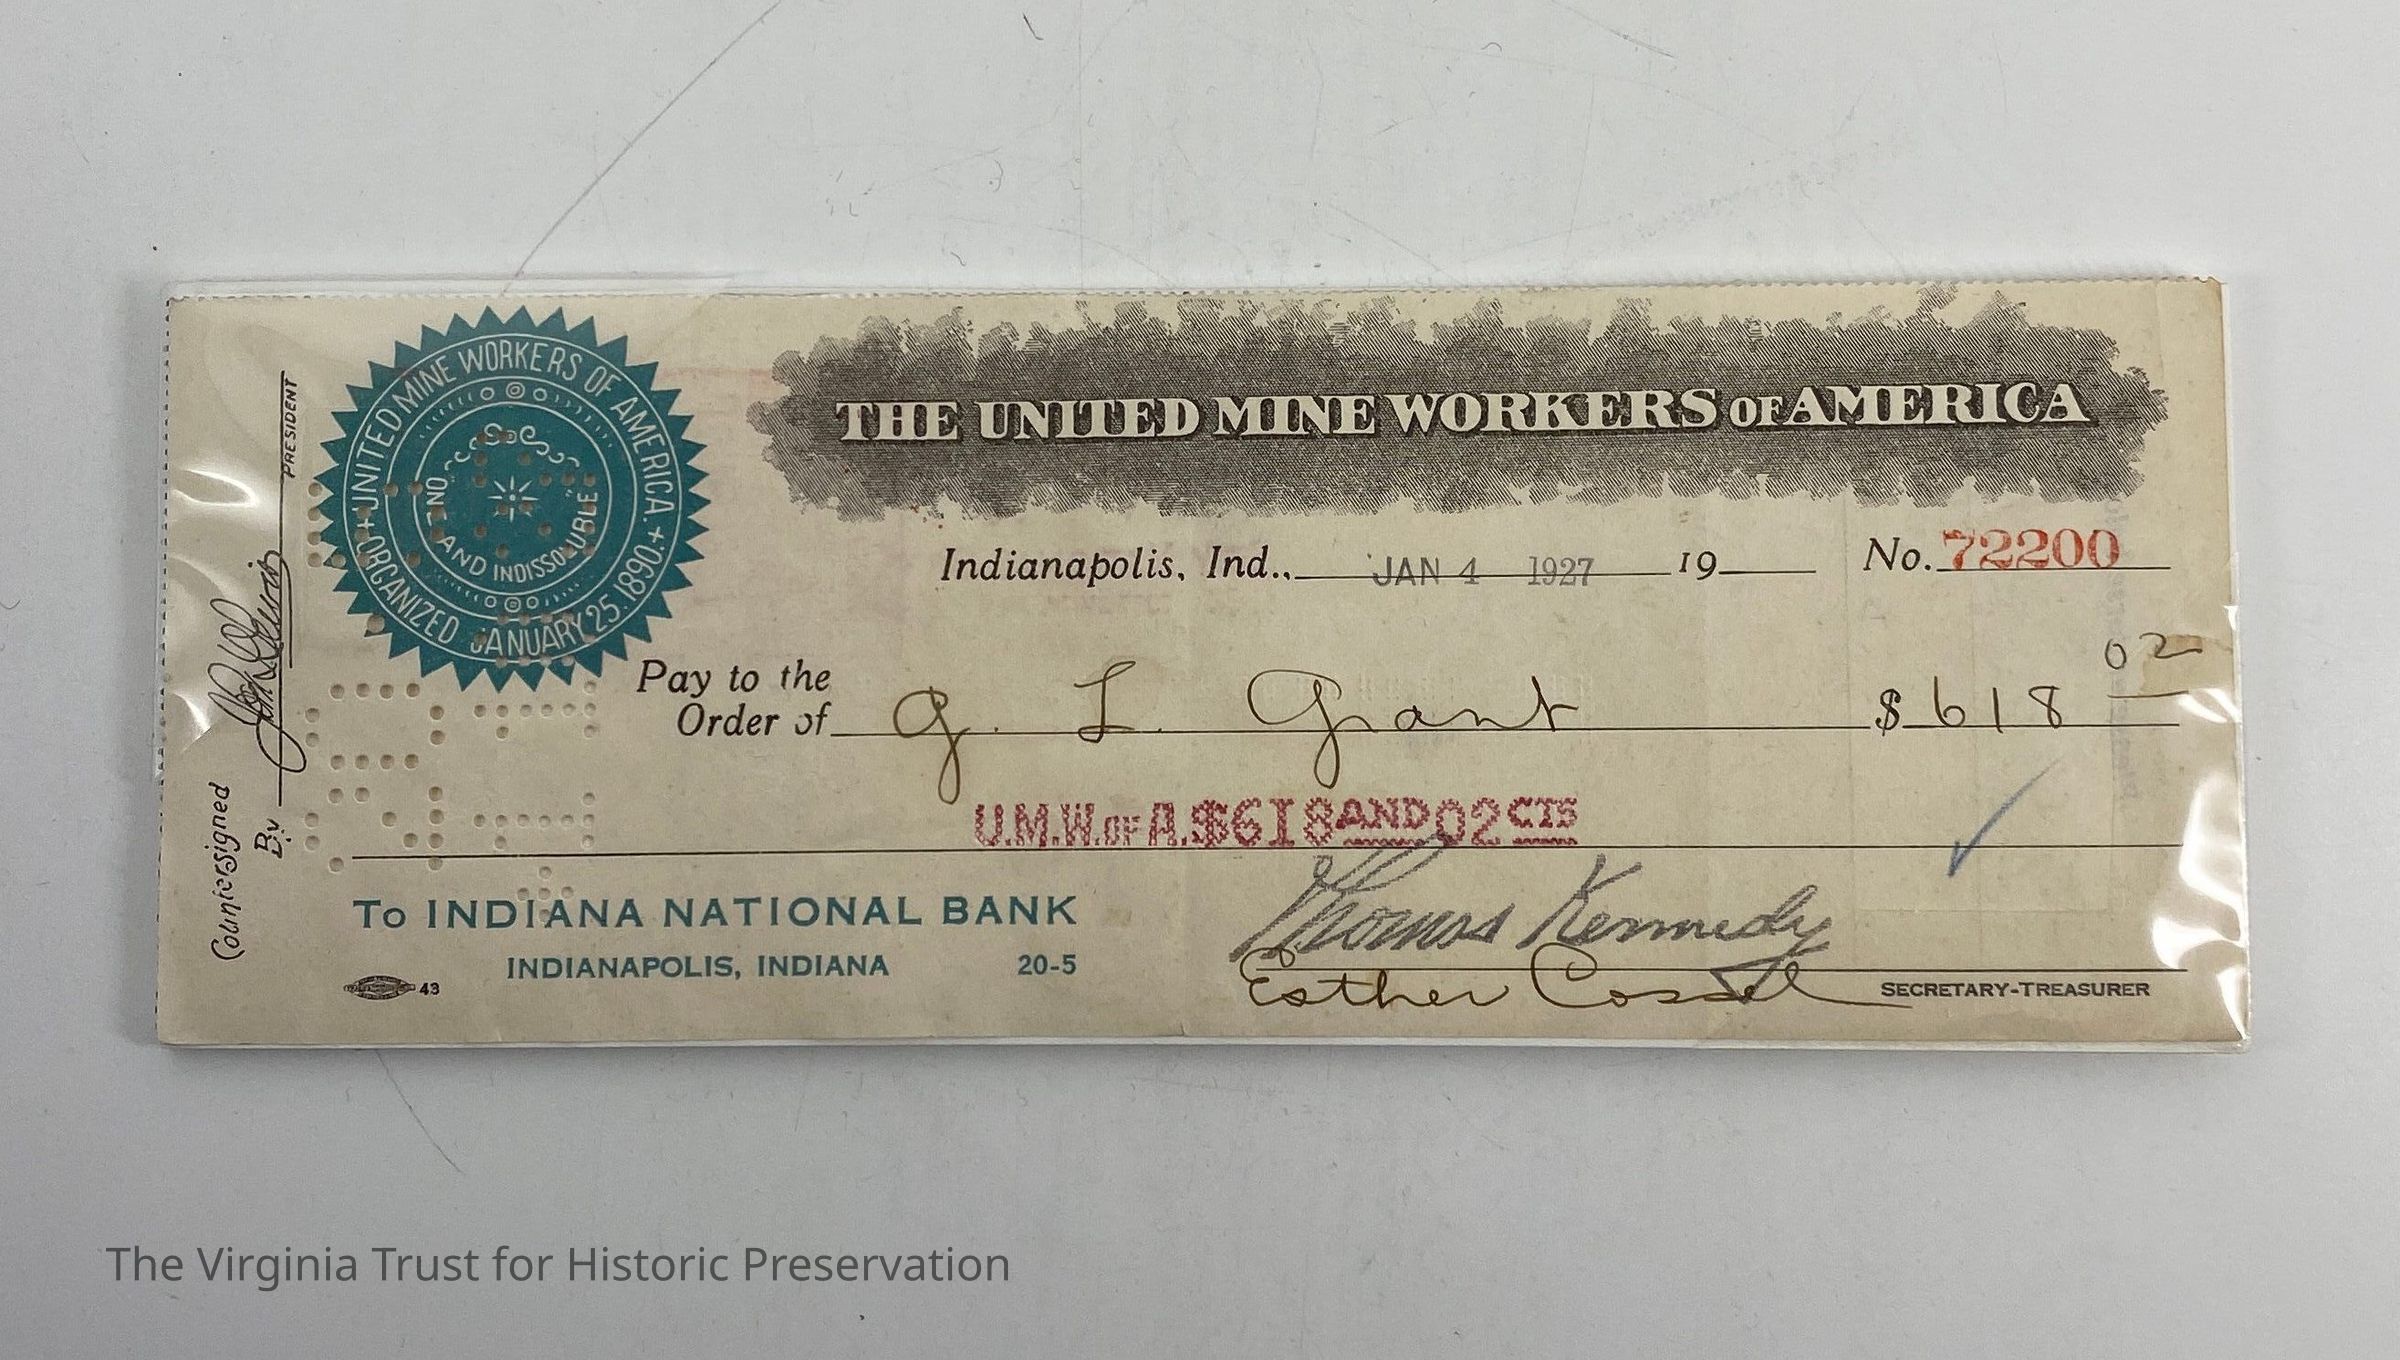 THE UNITED MINE WORKERS OF AMERICA
UNITED MINE WORKERS OF AMERICA.
ORGANIZED JANUARY 25. 1890.
"ONE AND INDISSOLUBLE"
Indianapolis, Ind., JAN 4 1927 19 No. 72200
Pay to the
Order of G. L. Grant $ 618 02
U.M.W. OF A. $618 AND 02 CTS
To INDIANA NATIONAL BANK
INDIANAPOLIS, INDIANA 20-5
43
Thomas Kennedy
Esther SECRETARY-TREASURER
Countersigned
By John L Lewis PRESIDENT
The Virginia Trust for Historic Preservation